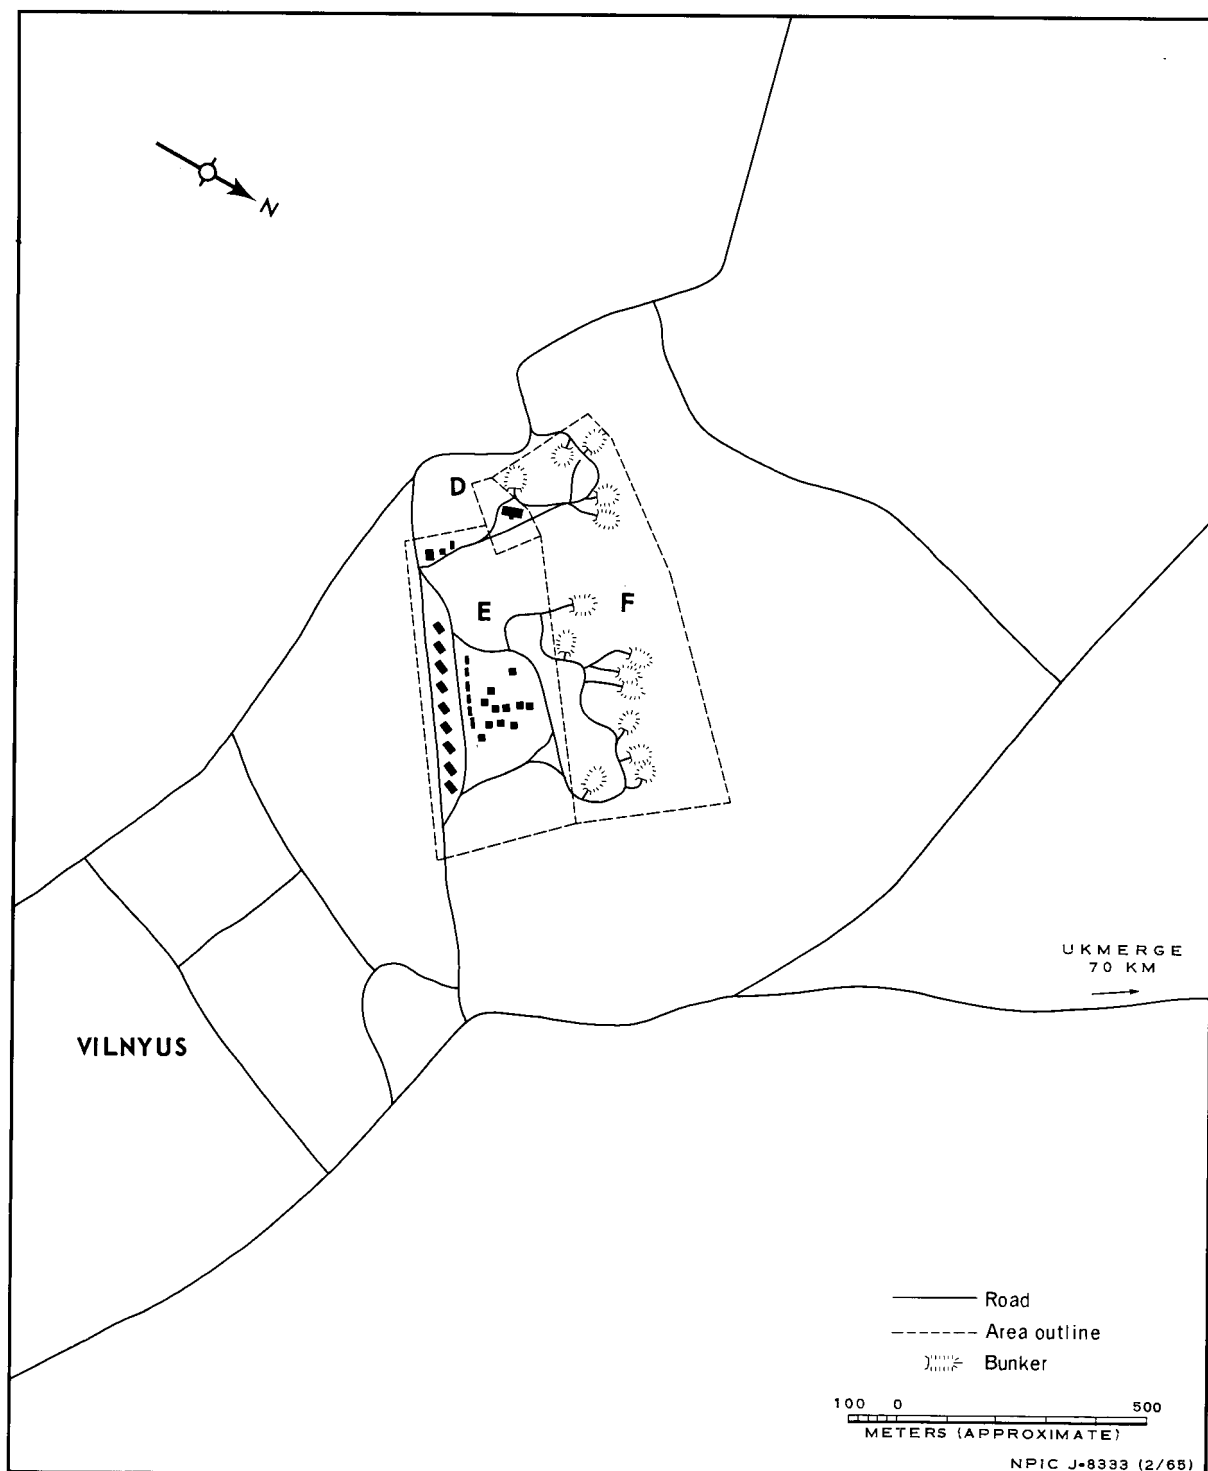 N
D
E
F
UKMERGE
70 KM
VILNYUS
Road
Area outline
Bunker
100 0 500
METERS (APPROXIMATE)
NPIC J-8333 (2/65)